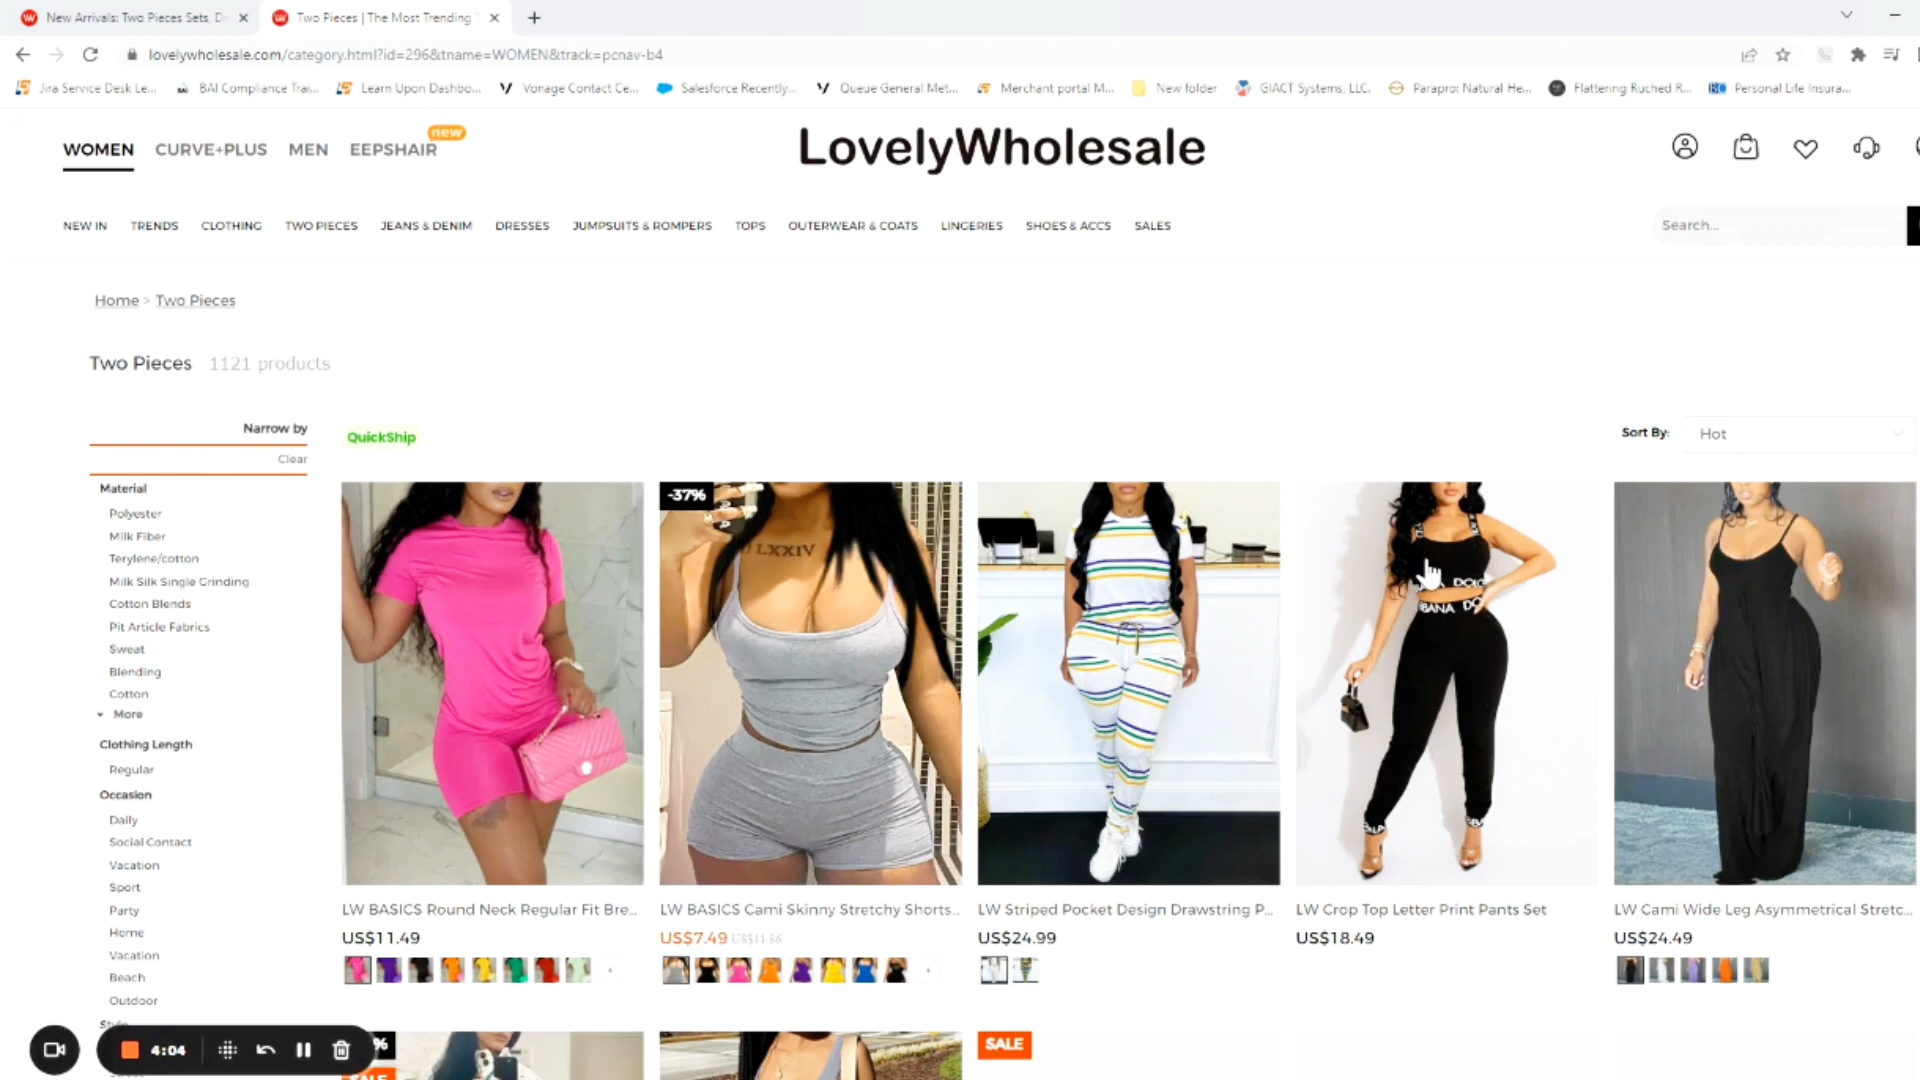 New Arrivals: Two Pieces Sets, D
Two Pieces | The Most Trending
lovelywholesale.com/category.html?id=296&tname=WOMEN&track=pcnav-b4
Jira Service Desk Le...
BAI Compliance Trai...
Learn Upon Dashbo...
Vonage Contact Ce...
Salesforce Recently...
Queue General Met...
Merchant portal M...
New folder
GIACT Systems, LLC.
Parapro: Natural He...
Flattering Ruched R...
Personal Life Insura...
WOMEN CURVE+PLUS MEN EEPSHAIR new
LovelyWholesale
NEW IN TRENDS CLOTHING TWO PIECES JEANS & DENIM DRESSES JUMPSUITS & ROMPERS TOPS OUTERWEAR & COATS LINGERIES SHOES & ACCS SALES
Search...
Home > Two Pieces
Two Pieces 1121 products
Narrow by
Clear
Material
Polyester
Milk Fiber
Terylene/cotton
Milk Silk Single Grinding
Cotton Blends
Pit Article Fabrics
Sweat
Blending
Cotton
More
Clothing Length
Regular
Occasion
Daily
Social Contact
Vacation
Sport
Party
Home
Vacation
Beach
Outdoor
Style
QuickShip
Sort By: Hot
-37%
LXXIV
DOLC
BANA DO
LW BASICS Round Neck Regular Fit Bre...
US$11.49
LW BASICS Cami Skinny Stretchy Shorts...
US$7.49 US$11.86
LW Striped Pocket Design Drawstring P...
US$24.99
LW Crop Top Letter Print Pants Set
US$18.49
LW Cami Wide Leg Asymmetrical Stretc...
US$24.49
4:04
%
SALE
SALE